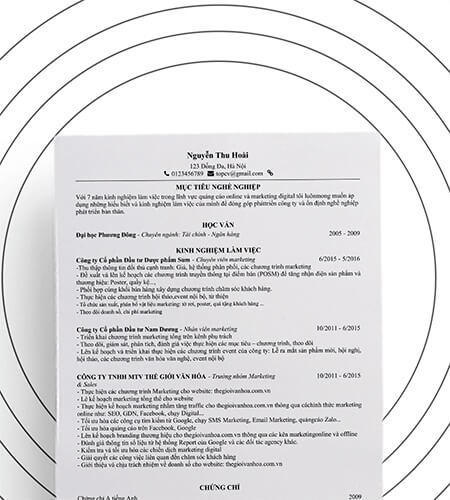 Nguyễn Thu Hoài
123 Đống Đa, Hà Nội
0123456789 topcv@gmail.com
MỤC TIÊU NGHỀ NGHIỆP
Với 7 năm kinh nghiệm làm việc trong lĩnh vực quảng cáo online và marketing digital tôi luônmong muốn áp
dụng những hiểu biết và kinh nghiệm làm việc của mình để đóng góp pháttriển công ty và ổn định nghề nghiệp
phát triển bản thân.
HỌC VẤN
Đại học Phương Đông - Chuyên ngành: Tài chính - Ngân hàng 2005 - 2009
KINH NGHIỆM LÀM VIỆC
Công ty Cổ phần Đầu tư Dược phẩm Sum - Chuyên viên marketing 6/2015 - 5/2016
-Thu thập thông tin đối thủ cạnh tranh: Giá, hệ thống phân phối, các chương trình marketing
- Đề xuất và lên kế hoạch các chương trình truyền thông tại điểm bán (POSM) để tăng nhận diện sản phẩm và
thương hiệu: Poster, quầy kệ...,
- Phối hợp cùng khối bán hàng xây dựng chương trình chăm sóc khách hàng.
- Thực hiện các chương trình hội thảo,event nội bộ, từ thiện
- Tổ chức sản xuất, phân bổ vật liệu marketing: tờ rơi, poster, quà tặng khách hàng ...
- Theo dõi doanh số, chi phí marketing
Công ty Cổ phần Đầu tư Nam Dương - Nhân viên marketing 10/2011 - 6/2015
- Triển khai chương trình marketing tổng trên kênh phụ trách
- Theo dõi, giám sát, phân tích, đánh giá việc thực hiện các mục tiêu – chương trình, theo dõi
- Lên kế hoạch và triển khai thực hiện các chương trình event của công ty: Lễ ra mắt sản phẩm mới, hội nghị,
hội thảo, các chương trình văn hóa văn nghệ, event nội bộ
CÔNG TY TNHH MTV THẾ GIỚI VĂN HÓA - Trưởng nhóm Marketing 10/2011 - 6/2015
& Sales
- Thực hiện các chương trình Marketing cho website: thegioivanhoa.com.vn
- Lê kế hoạch marketing tổng thể cho website
- Thực hiện kế hoạch marketing nhằm tăng traffic cho thegioivanhoa.com.vn thông qua cáchình thức marketing
online như: SEO, GDN, Facebook, chạy Digital...
- Tối ưu hóa các công cụ tìm kiếm từ Google, chạy SMS Marketing, Email Marketing, quảngcáo Zalo...
- Tối ưu hóa quảng cáo trên Facebook, Google
- Lên kế hoạch branding thương hiệu cho thegioivanhoa.com.vn thông qua các kênh marketingonline và offline
- Đánh giá thông tin số liệu từ hệ thống Report của Google và các đối tác agency khác.
- Kiểm tra và tối ưu hóa các chiến dịch marketing digital
- Giải quyết các công việc liên quan đến chăm sóc khách hàng
- Giới thiệu và chịu trách nhiệm về doanh số cho website: thegioivanhoa.com.vn.
CHỨNG CHỈ
Chứng chỉ A tiếng Anh 2009